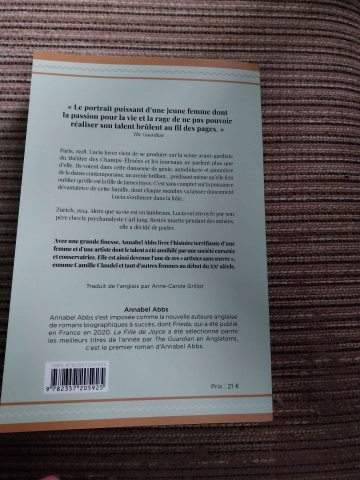 « Le portrait puissant d'une jeune femme dont
la passion pour la vie et la rage de ne pas pouvoir
réaliser son talent brûlent au fil des pages. »
The Guardian
Paris, 1928. Lucia Joyce vient de se produire sur la scène avant-gardiste
du théâtre des Champs-Élysées et les journaux ne parlent plus que
d'elle. Ils voient dans cette danseuse de génie, autodidacte et pionnière
de la danse contemporaine, un avenir brillant… prédisant même qu'elle fera
oublier qu'elle est la fille de James Joyce. C'est sans compter sur la puissance
dévastatrice de cette famille, dont chaque membre va laisser doucement
Lucia s'enfoncer dans la folie.
Zurich, 1934. Alors que sa vie est en lambeaux, Lucia est envoyée par son
père chez le psychanalyste Carl Jung. Restée muette pendant des années,
elle a décidé de parler.
Avec une grande finesse, Annabel Abbs livre l'histoire terrifiante d'une
femme et d'une artiste dont le talent a été annihilé par une société corsetée
et conservatrice. Elle est ainsi devenue l'une de ces « artistes sans œuvre »,
comme Camille Claudel et tant d'autres femmes au début du XXe siècle.
Traduit de l'anglais par Anne-Carole Grillot
Annabel Abbs
Annabel Abbs s'est imposée comme la nouvelle auteure anglaise
de romans biographiques à succès, dont Frieda, qui a été publié
en France en 2020. La Fille de Joyce a été sélectionné parmi
les meilleurs titres de l'année par The Guardian en Angleterre,
c'est le premier roman d'Annabel Abbs.
9 782357 205925
Prix : 21 €